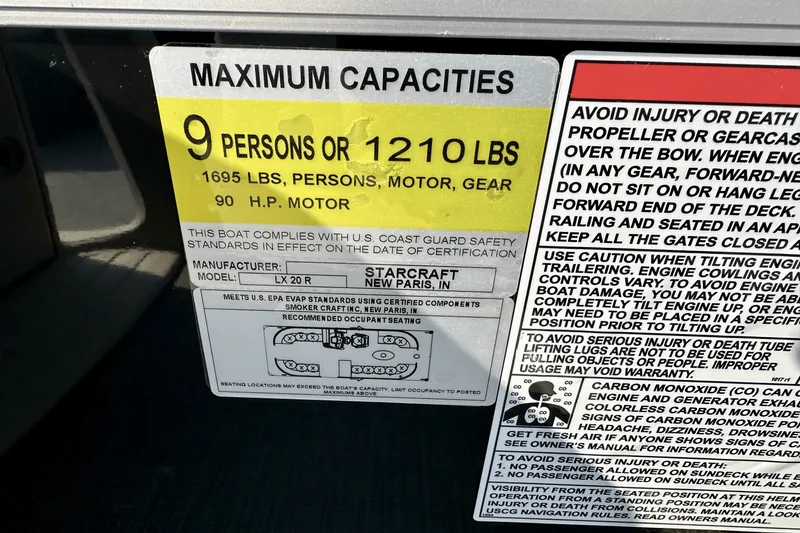 MAXIMUM CAPACITIES
9 PERSONS OR 1210 LBS
1695 LBS, PERSONS, MOTOR, GEAR
90 H.P. MOTOR
THIS BOAT COMPLIES WITH U.S. COAST GUARD SAFETY
STANDARDS IN EFFECT ON THE DATE OF CERTIFICATION
MANUFACTURER: STARCRAFT
MODEL: LX 20 R NEW PARIS, IN
MEETS U.S. EPA EVAP STANDARDS USING CERTIFIED COMPONENTS
SMOKER CRAFT INC, NEW PARIS, IN
RECOMMENDED OCCUPANT SEATING
SEATING LOCATIONS MAY EXCEED THE BOAT'S CAPACITY. LIMIT OCCUPANCY TO POSTED
MAXIMUMS ABOVE
AVOID INJURY OR DEATH
PROPELLER OR GEARCAS
OVER THE BOW. WHEN ENG
(IN ANY GEAR, FORWARD-NE
DO NOT SIT ON OR HANG LEG
FORWARD END OF THE DECK.
RAILING AND SEATED IN AN AP
KEEP ALL THE GATES CLOSED A
USE CAUTION WHEN TILTING ENGI
TRAILERING. ENGINE COWLINGS AN
CONTROLS VARY. TO AVOID ENGINE
BOAT DAMAGE, YOU MAY NOT BE ABL
COMPLETELY TILT ENGINE UP, OR ENG
MAY NEED TO BE PLACED IN A SPECIFI
POSITION PRIOR TO TILTING UP.
TO AVOID SERIOUS INJURY OR DEATH TUBE
LIFTING LUGS ARE NOT TO BE USED FOR
PULLING OBJECTS OR PEOPLE. IMPROPER
USAGE MAY VOID WARRANTY.
CARBON MONOXIDE (CO) CAN
ENGINE AND GENERATOR EXHAU
COLORLESS CARBON MONOXIDE
SIGNS OF CARBON MONOXIDE POI
HEADACHE, DIZZINESS, DROWSINE
GET FRESH AIR IF ANYONE SHOWS SIGNS OF C
SEE OWNER'S MANUAL FOR INFORMATION REGARD
TO AVOID SERIOUS INJURY OR DEATH:
1. NO PASSENGER ALLOWED ON SUNDECK WHILE E
2. NO PASSENGER ALLOWED ON SUNDECK UNTIL ALL SA
VISIBILITY FROM THE SEATED POSITION AT THIS HELM
OPERATION FROM A STANDING POSITION MAY BE NECES
INJURY OR DEATH FROM COLLISIONS. MAINTAIN A LOOK
USCG NAVIGATION RULES. READ OWNERS MANUAL.